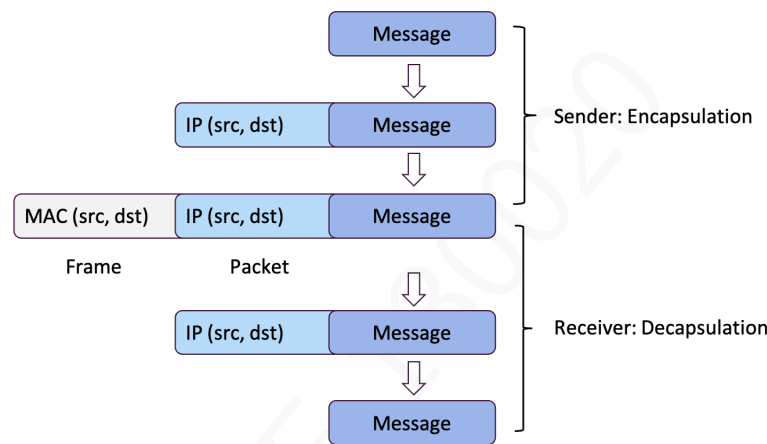 Message
IP (src, dst) Message
Sender: Encapsulation
MAC (src, dst) IP (src, dst) Message
Frame Packet
IP (src, dst) Message
Receiver: Decapsulation
Message